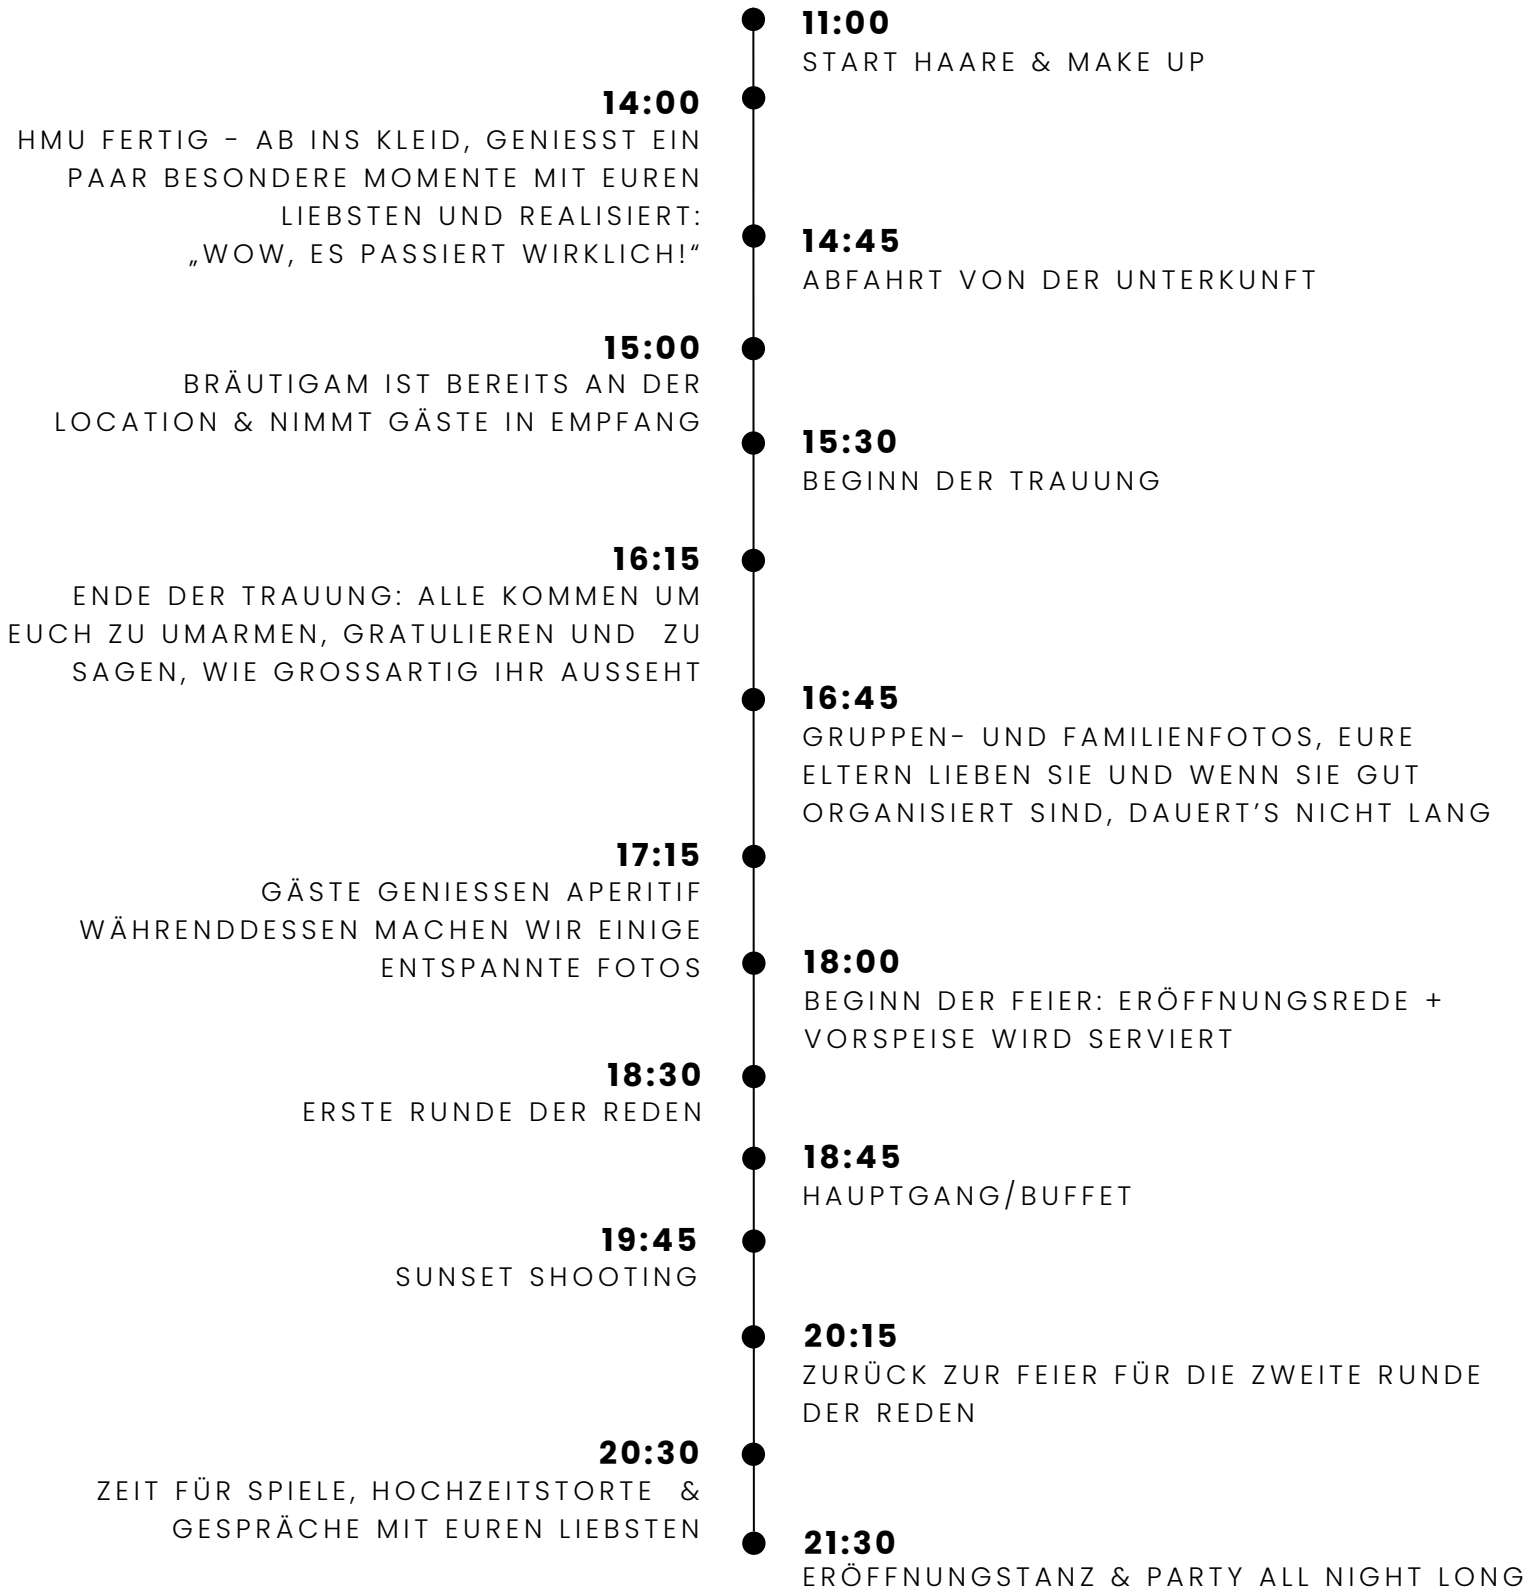 11:00
START HAARE & MAKE UP
14:00
HMU FERTIG - AB INS KLEID, GENIESST EIN
PAAR BESONDERE MOMENTE MIT EUREN
LIEBSTEN UND REALISIERT:
„WOW, ES PASSIERT WIRKLICH!“
14:45
ABFAHRT VON DER UNTERKUNFT
15:00
BRÄUTIGAM IST BEREITS AN DER
LOCATION & NIMMT GÄSTE IN EMPFANG
15:30
BEGINN DER TRAUUNG
16:15
ENDE DER TRAUUNG: ALLE KOMMEN UM
EUCH ZU UMARMEN, GRATULIEREN UND ZU
SAGEN, WIE GROSSARTIG IHR AUSSEHT
16:45
GRUPPEN- UND FAMILIENFOTOS, EURE
ELTERN LIEBEN SIE UND WENN SIE GUT
ORGANISIERT SIND, DAUERT’S NICHT LANG
17:15
GÄSTE GENIESSEN APERITIF
WÄHRENDDESSEN MACHEN WIR EINIGE
ENTSPANNTE FOTOS
18:00
BEGINN DER FEIER: ERÖFFNUNGSREDE +
VORSPEISE WIRD SERVIERT
18:30
ERSTE RUNDE DER REDEN
18:45
HAUPTGANG/BUFFET
19:45
SUNSET SHOOTING
20:15
ZURÜCK ZUR FEIER FÜR DIE ZWEITE RUNDE
DER REDEN
20:30
ZEIT FÜR SPIELE, HOCHZEITSTORTE &
GESPRÄCHE MIT EUREN LIEBSTEN
21:30
ERÖFFNUNGSTANZ & PARTY ALL NIGHT LONG